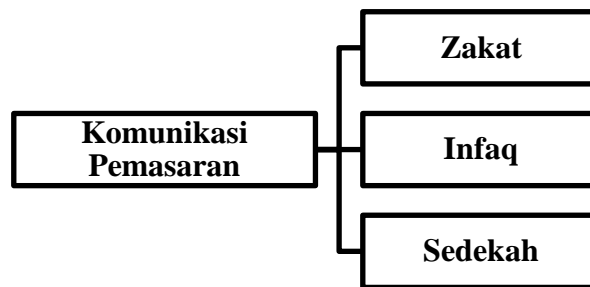 Zakat
Komunikasi
Pemasaran
Infaq
Sedekah